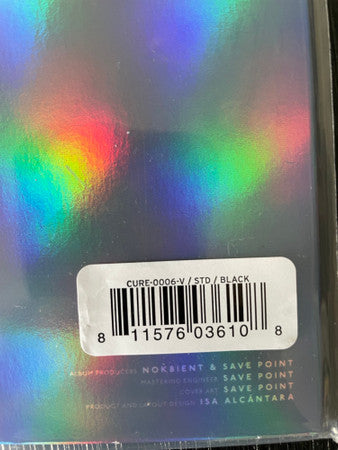 CURE-0006-V / STD / BLACK
8 11576 03610 8
ALBUM PRODUCERS NOKBIENT & SAVE POINT
MASTERING ENGINEER SAVE POINT
COVER ART SAVE POINT
PRODUCT AND LAYOUT DESIGN ISA ALCÁNTARA